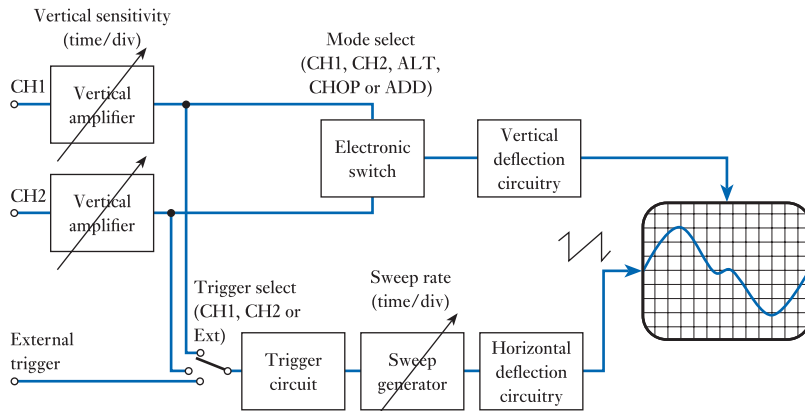 Vertical sensitivity
(time/div)
Mode select
(CH1, CH2, ALT,
CHOP or ADD)
CH1
Vertical
amplifier
Electronic
switch
Vertical
deflection
circuitry
CH2
Vertical
amplifier
Trigger select
(CH1, CH2 or
Ext)
Sweep rate
(time/div)
External
trigger
Trigger
circuit
Sweep
generator
Horizontal
deflection
circuitry